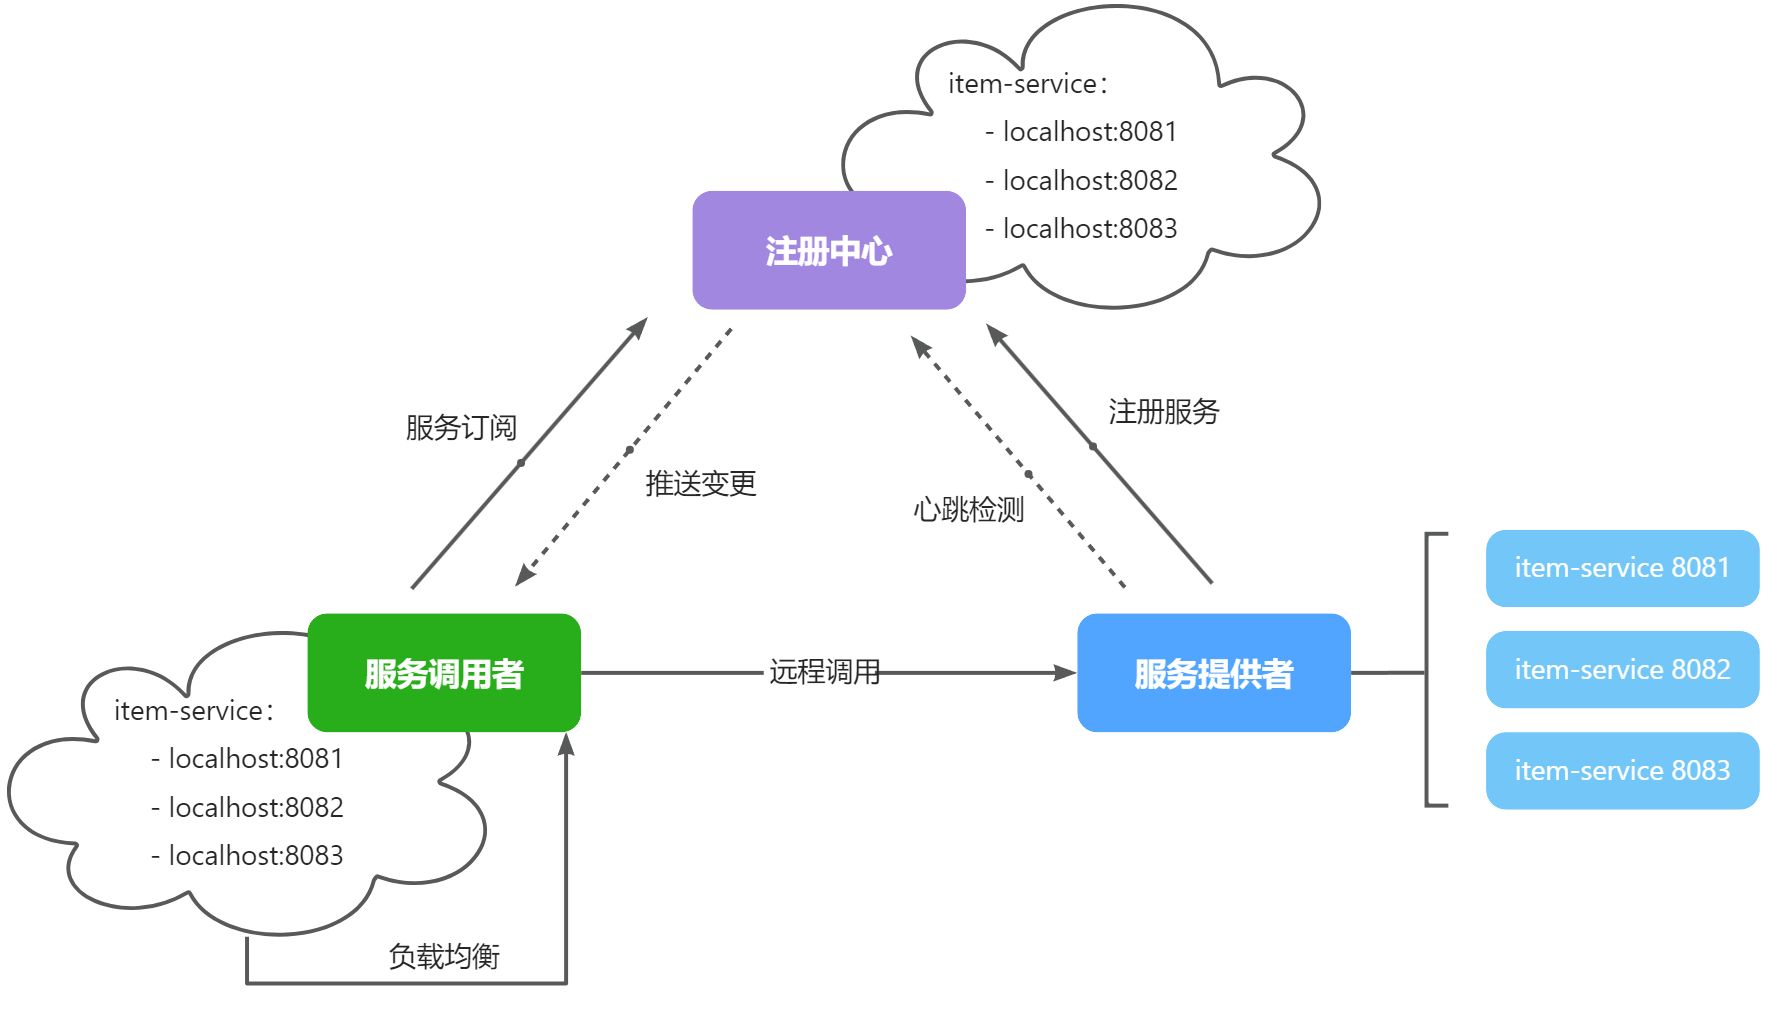 item-service：
- localhost:8081
- localhost:8082
- localhost:8083
注册中心
服务订阅
推送变更
心跳检测
注册服务
服务调用者
远程调用
服务提供者
item-service 8081
item-service 8082
item-service 8083
item-service：
- localhost:8081
- localhost:8082
- localhost:8083
负载均衡